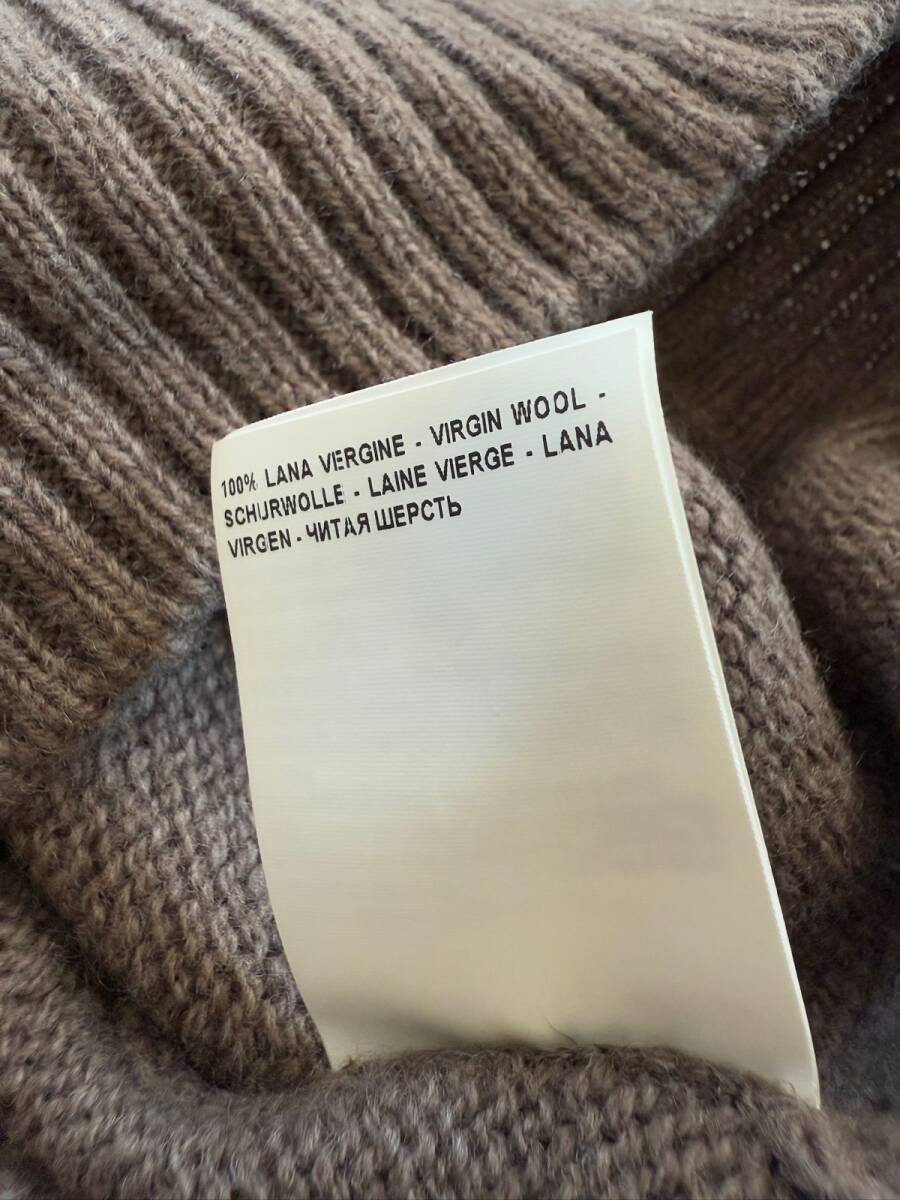 100% LANA VERGINE - VIRGIN WOOL -
SCHURWOLLE - LAINE VIERGE - LANA
VIRGEN - ЧИТАЯ ШЕРСТЬ